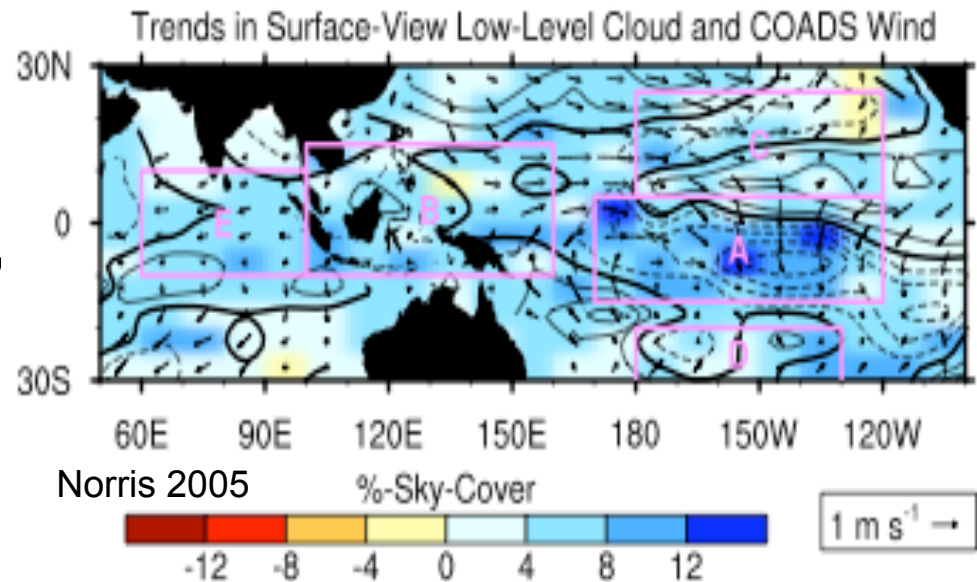 Trends in Surface-View Low-Level Cloud and COADS Wind
30N
0
30S
E
B
C
A
D
60E 90E 120E 150E 180 150W 120W
Norris 2005
%-Sky-Cover
-12 -8 -4 0 4 8 12
1 m s⁻¹ →